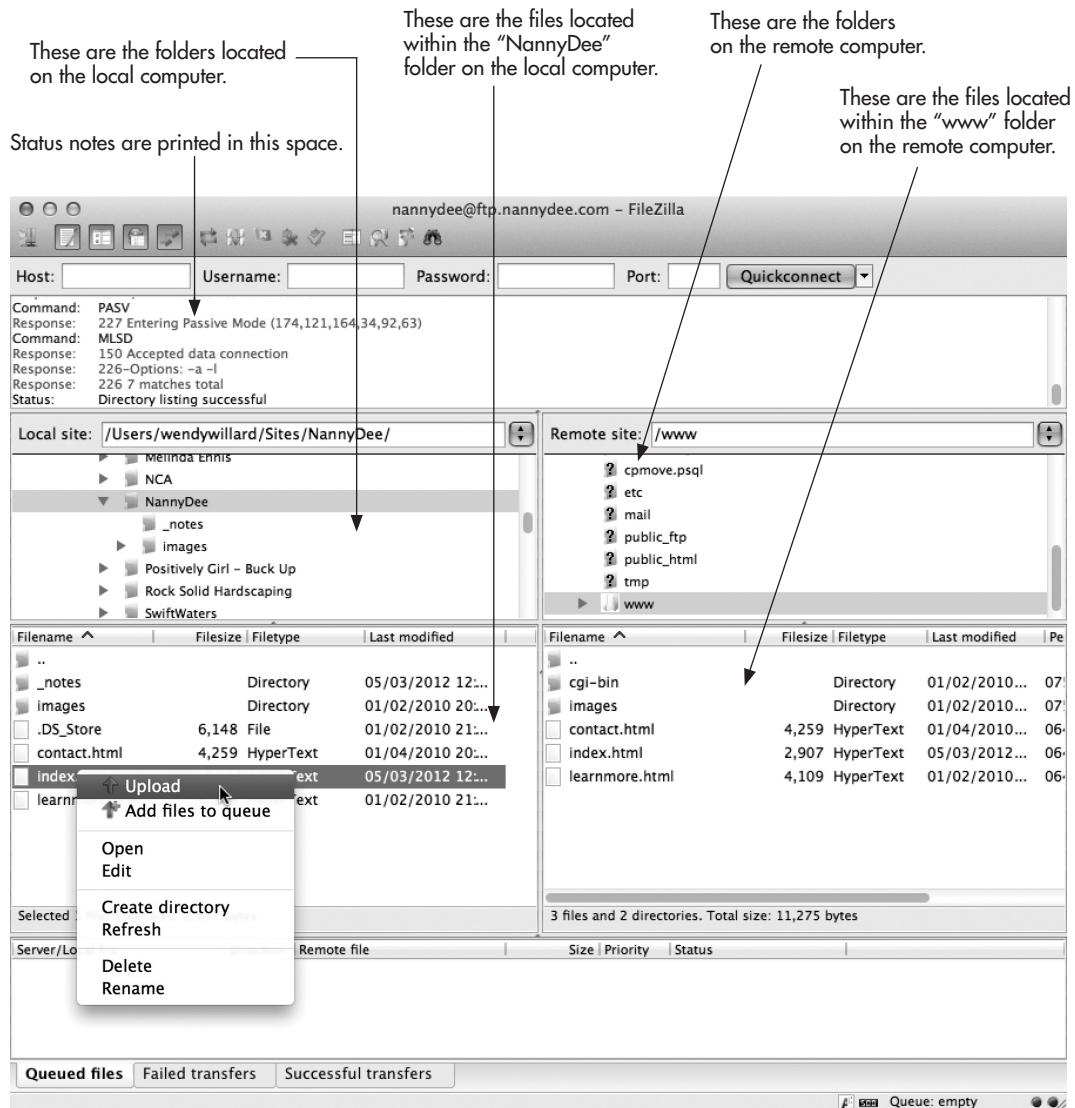 These are the files located
within the “NannyDee”
folder on the local computer.
These are the folders
on the remote computer.
These are the folders located
on the local computer.
These are the files located
within the “www” folder
on the remote computer.
Status notes are printed in this space.
nannydee@ftp.nannydee.com – FileZilla
Host: Username: Password: Port: Quickconnect
Command: PASV
Response: 227 Entering Passive Mode (174,121,164,34,92,63)
Command: MLSD
Response: 150 Accepted data connection
Response: 226-Options: -a -l
Response: 226 7 matches total
Status: Directory listing successful
Local site: /Users/wendywillard/Sites/NannyDee/
Melinda Ennis
NCA
NannyDee
_notes
images
Positively Girl – Buck Up
Rock Solid Hardscaping
SwiftWaters
Remote site: /www
cpmove.psql
etc
mail
public_ftp
public_html
tmp
www
Filename Filesize Filetype Last modified
..
_notes Directory 05/03/2012 12:...
images Directory 01/02/2010 20:...
.DS_Store 6,148 File 01/02/2010 21:...
contact.html 4,259 HyperText 01/04/2010 20:...
index. Text 05/03/2012 12:...
learn ext 01/02/2010 21:...
Upload
Add files to queue
Open
Edit
Create directory
Refresh
Delete
Rename
Selected
Filename Filesize Filetype Last modified Pe
..
cgi-bin Directory 01/02/2010... 07
images Directory 01/02/2010... 07
contact.html 4,259 HyperText 01/04/2010... 06
index.html 2,907 HyperText 05/03/2012... 06
learnmore.html 4,109 HyperText 01/02/2010... 06
3 files and 2 directories. Total size: 11,275 bytes
Server/Lo Remote file Size Priority Status
Queued files Failed transfers Successful transfers
Queue: empty